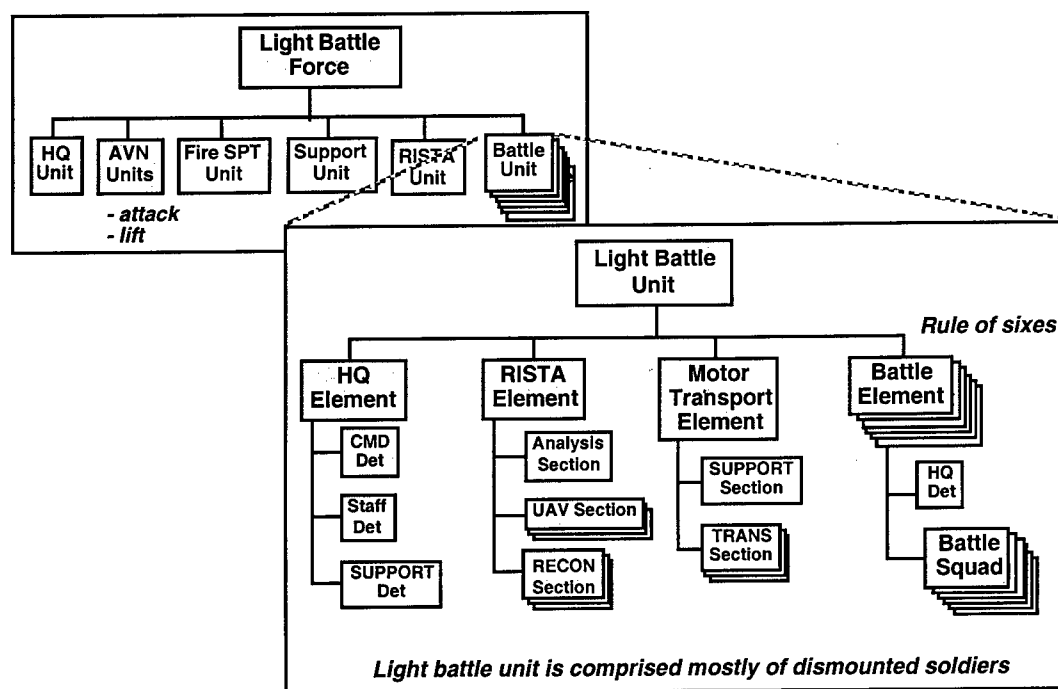 Light Battle
Force
HQ
Unit
AVN
Units
Fire SPT
Unit
Support
Unit
RISTA
Unit
Battle
Unit
- attack
- lift
Light Battle
Unit
Rule of sixes
HQ
Element
RISTA
Element
Motor
Transport
Element
Battle
Element
CMD
Det
Staff
Det
SUPPORT
Det
Analysis
Section
UAV Section
RECON
Section
SUPPORT
Section
TRANS
Section
HQ
Det
Battle
Squad
Light battle unit is comprised mostly of dismounted soldiers